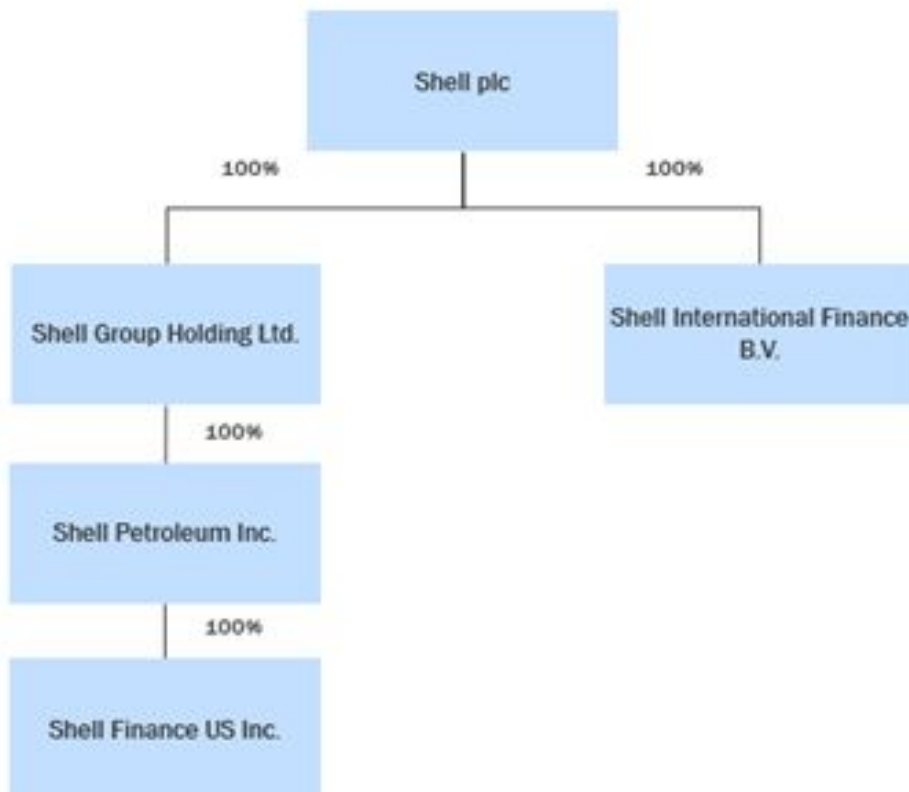 Shell plc
100%
100%
Shell Group Holding Ltd.
Shell International Finance
B.V.
100%
Shell Petroleum Inc.
100%
Shell Finance US Inc.